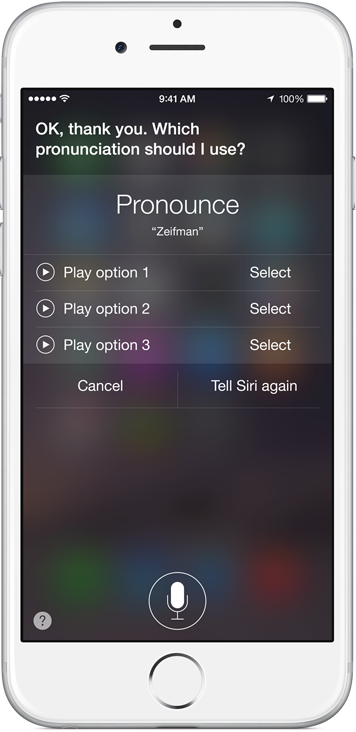 9:41 AM 100%
OK, thank you. Which
pronunciation should I use?
Pronounce
“Zeifman”
Play option 1 Select
Play option 2 Select
Play option 3 Select
Cancel Tell Siri again
?